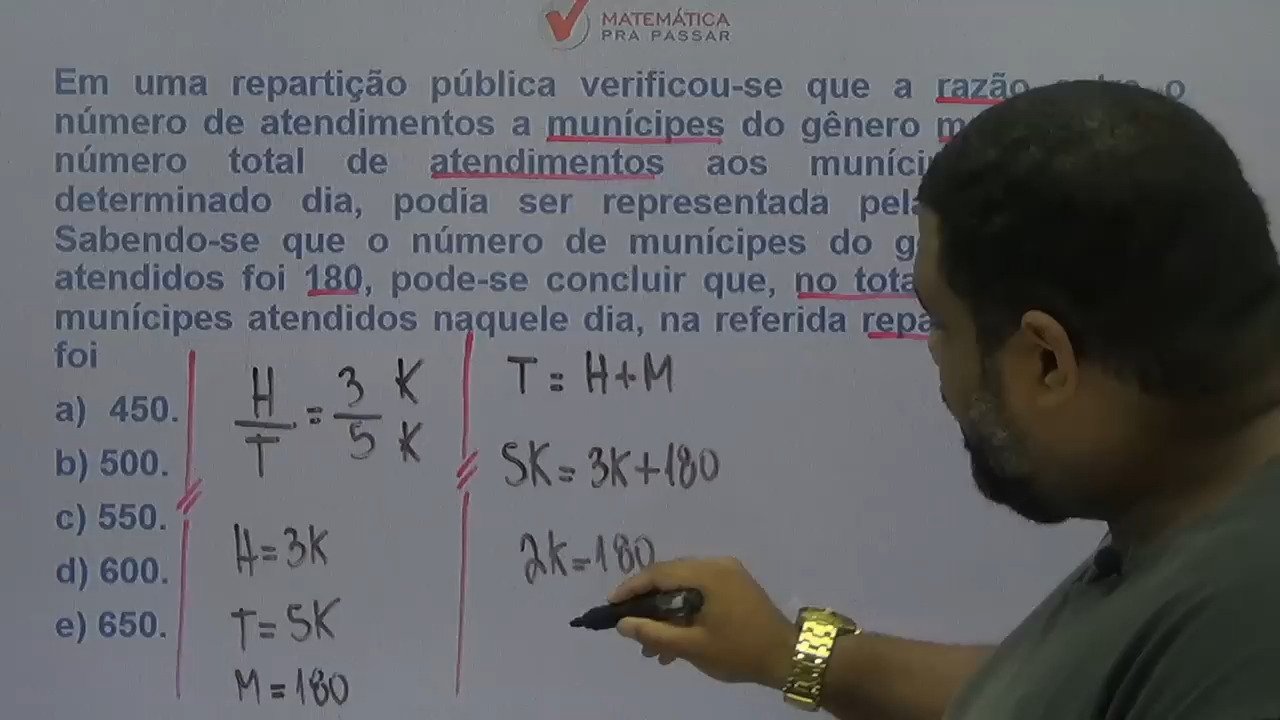 MATEMÁTICA
PRA PASSAR
Em uma repartição pública verificou-se que a razão o
número de atendimentos a munícipes do gênero
número total de atendimentos aos
determinado dia, podia ser representada
Sabendo-se que o número de munícipes do
atendidos foi 180, pode-se concluir que, no
munícipes atendidos naquele dia, na referida
foi
a) 450.
b) 500.
c) 550.
d) 600.
e) 650.
H/T = 3/5 K/K
H=3K
T=5K
M=180
T=H+M
5K=3K+180
2K=180